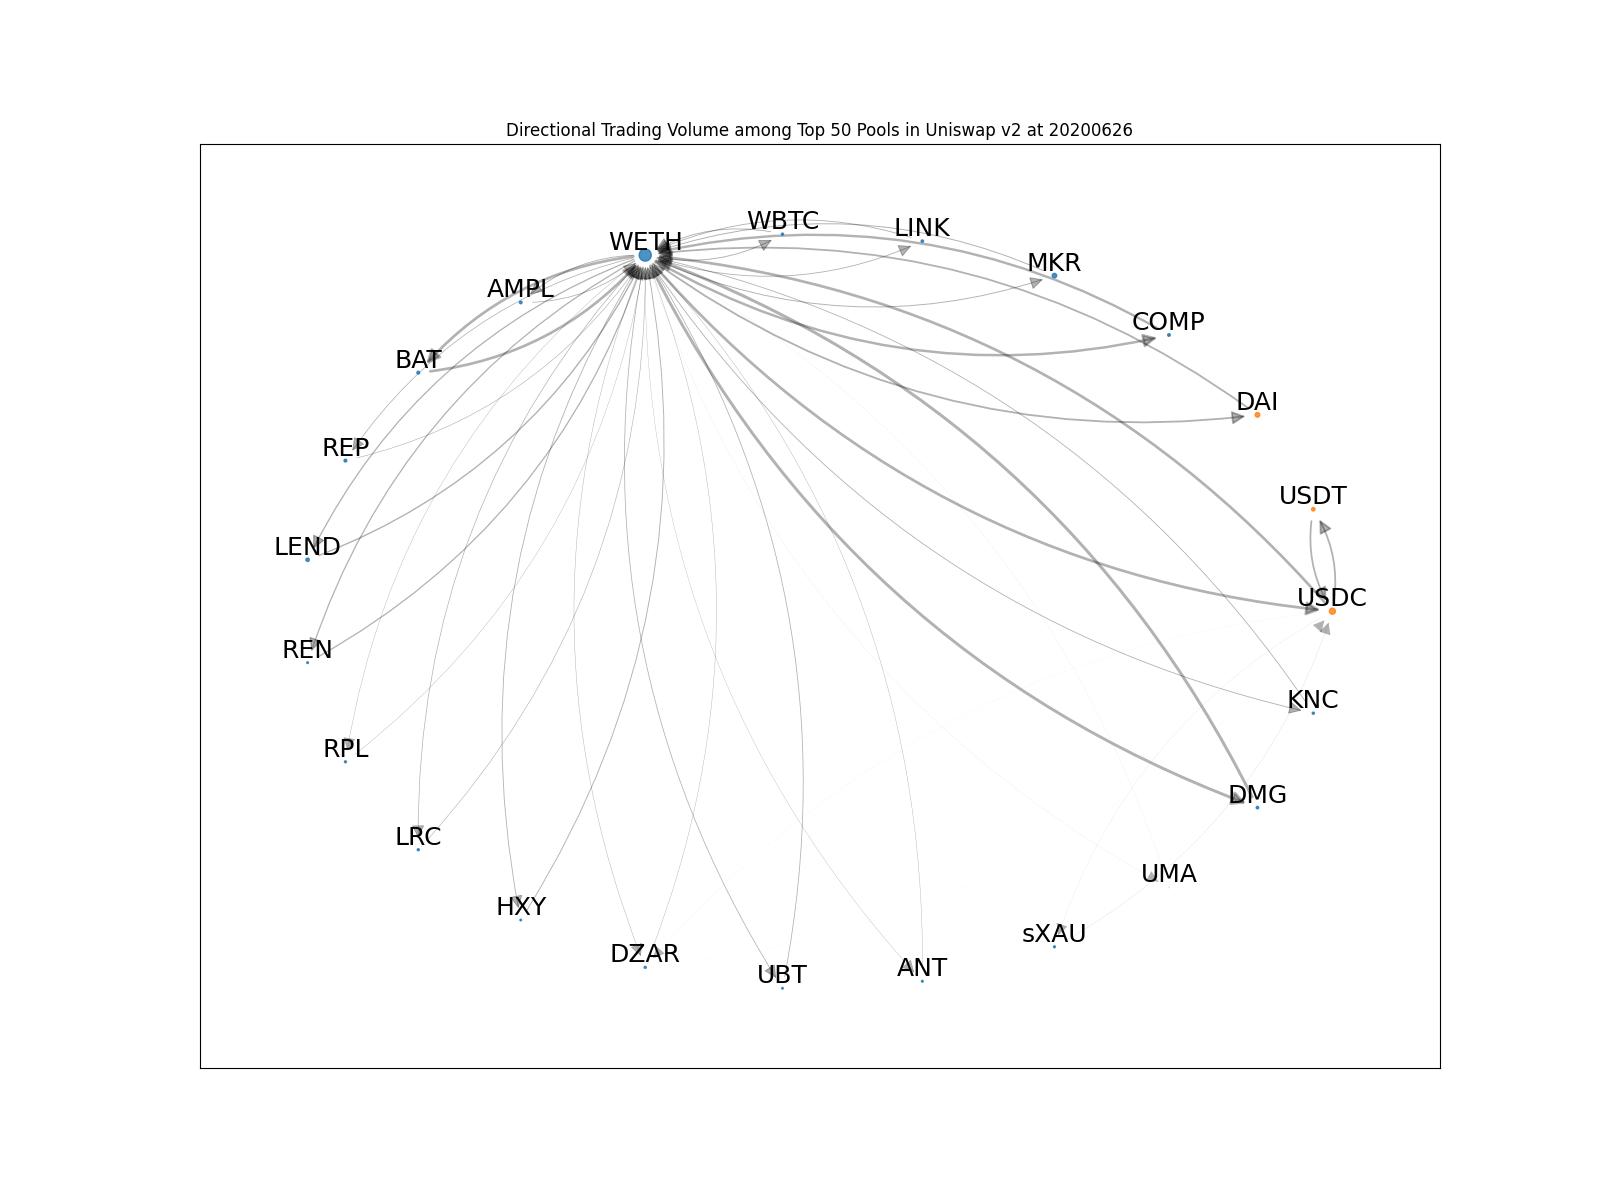 Directional Trading Volume among Top 50 Pools in Uniswap v2 at 20200626
WBTC
LINK
WETH
MKR
AMPL
COMP
BAT
DAI
REP
USDT
LEND
USDC
REN
KNC
RPL
DMG
LRC
UMA
HXY
sXAU
DZAR
ANT
UBT